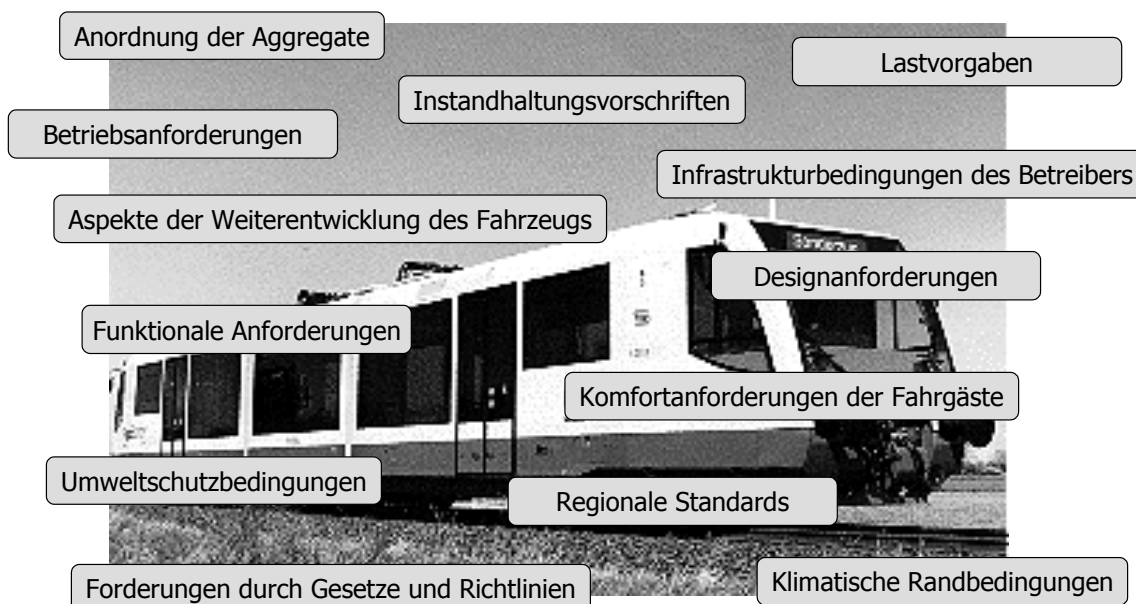 Anordnung der Aggregate
Lastvorgaben
Instandhaltungsvorschriften
Betriebsanforderungen
Infrastrukturbedingungen des Betreibers
Aspekte der Weiterentwicklung des Fahrzeugs
Designanforderungen
Funktionale Anforderungen
Komfortanforderungen der Fahrgäste
Umweltschutzbedingungen
Regionale Standards
Klimatische Randbedingungen
Forderungen durch Gesetze und Richtlinien